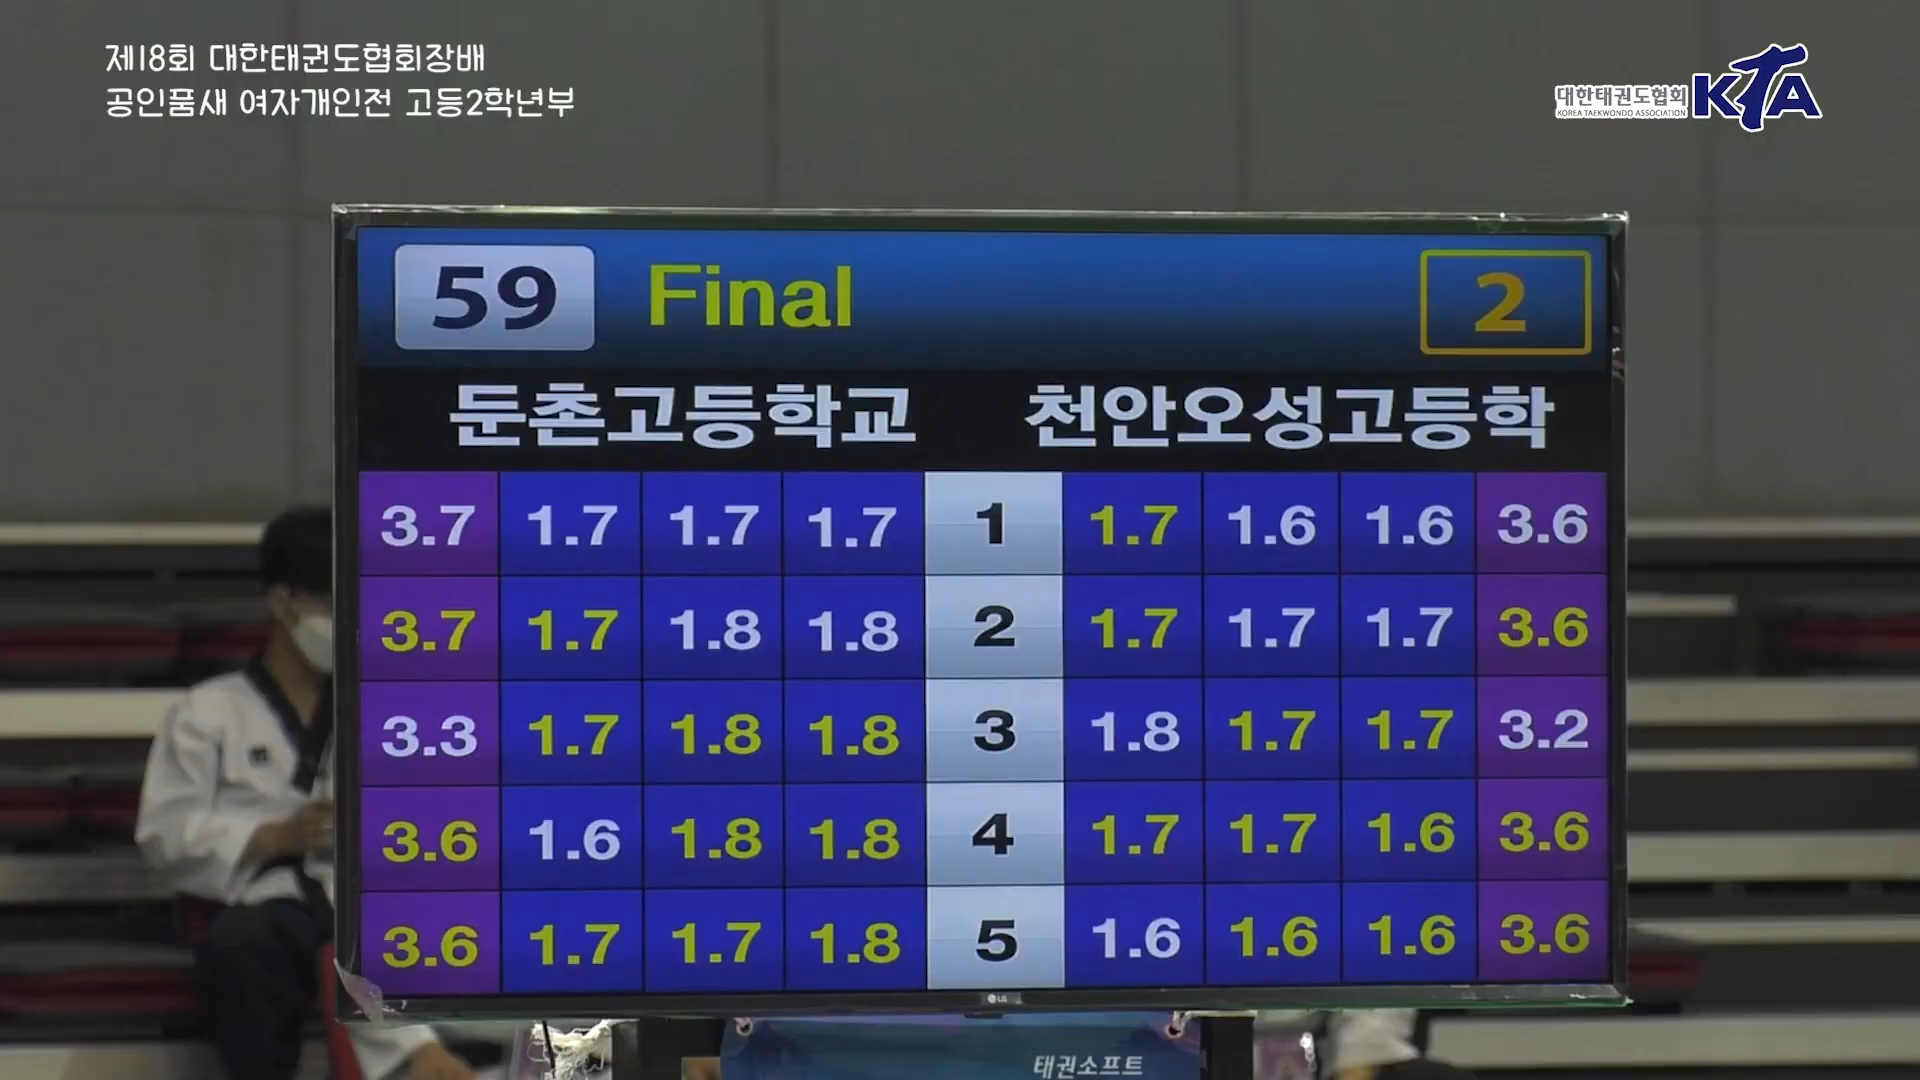 제18회 대한태권도협회장배
공인품새 여자개인전 고등2학년부
대한태권도협회 KTA
KOREA TAEKWONDO ASSOCIATION
59 Final 2
둔촌고등학교 천안오성고등학
3.7 1.7 1.7 1.7 1 1.7 1.6 1.6 3.6
3.7 1.7 1.8 1.8 2 1.7 1.7 1.7 3.6
3.3 1.7 1.8 1.8 3 1.8 1.7 1.7 3.2
3.6 1.6 1.8 1.8 4 1.7 1.7 1.6 3.6
3.6 1.7 1.7 1.8 5 1.6 1.6 1.6 3.6
LG
태권소프트